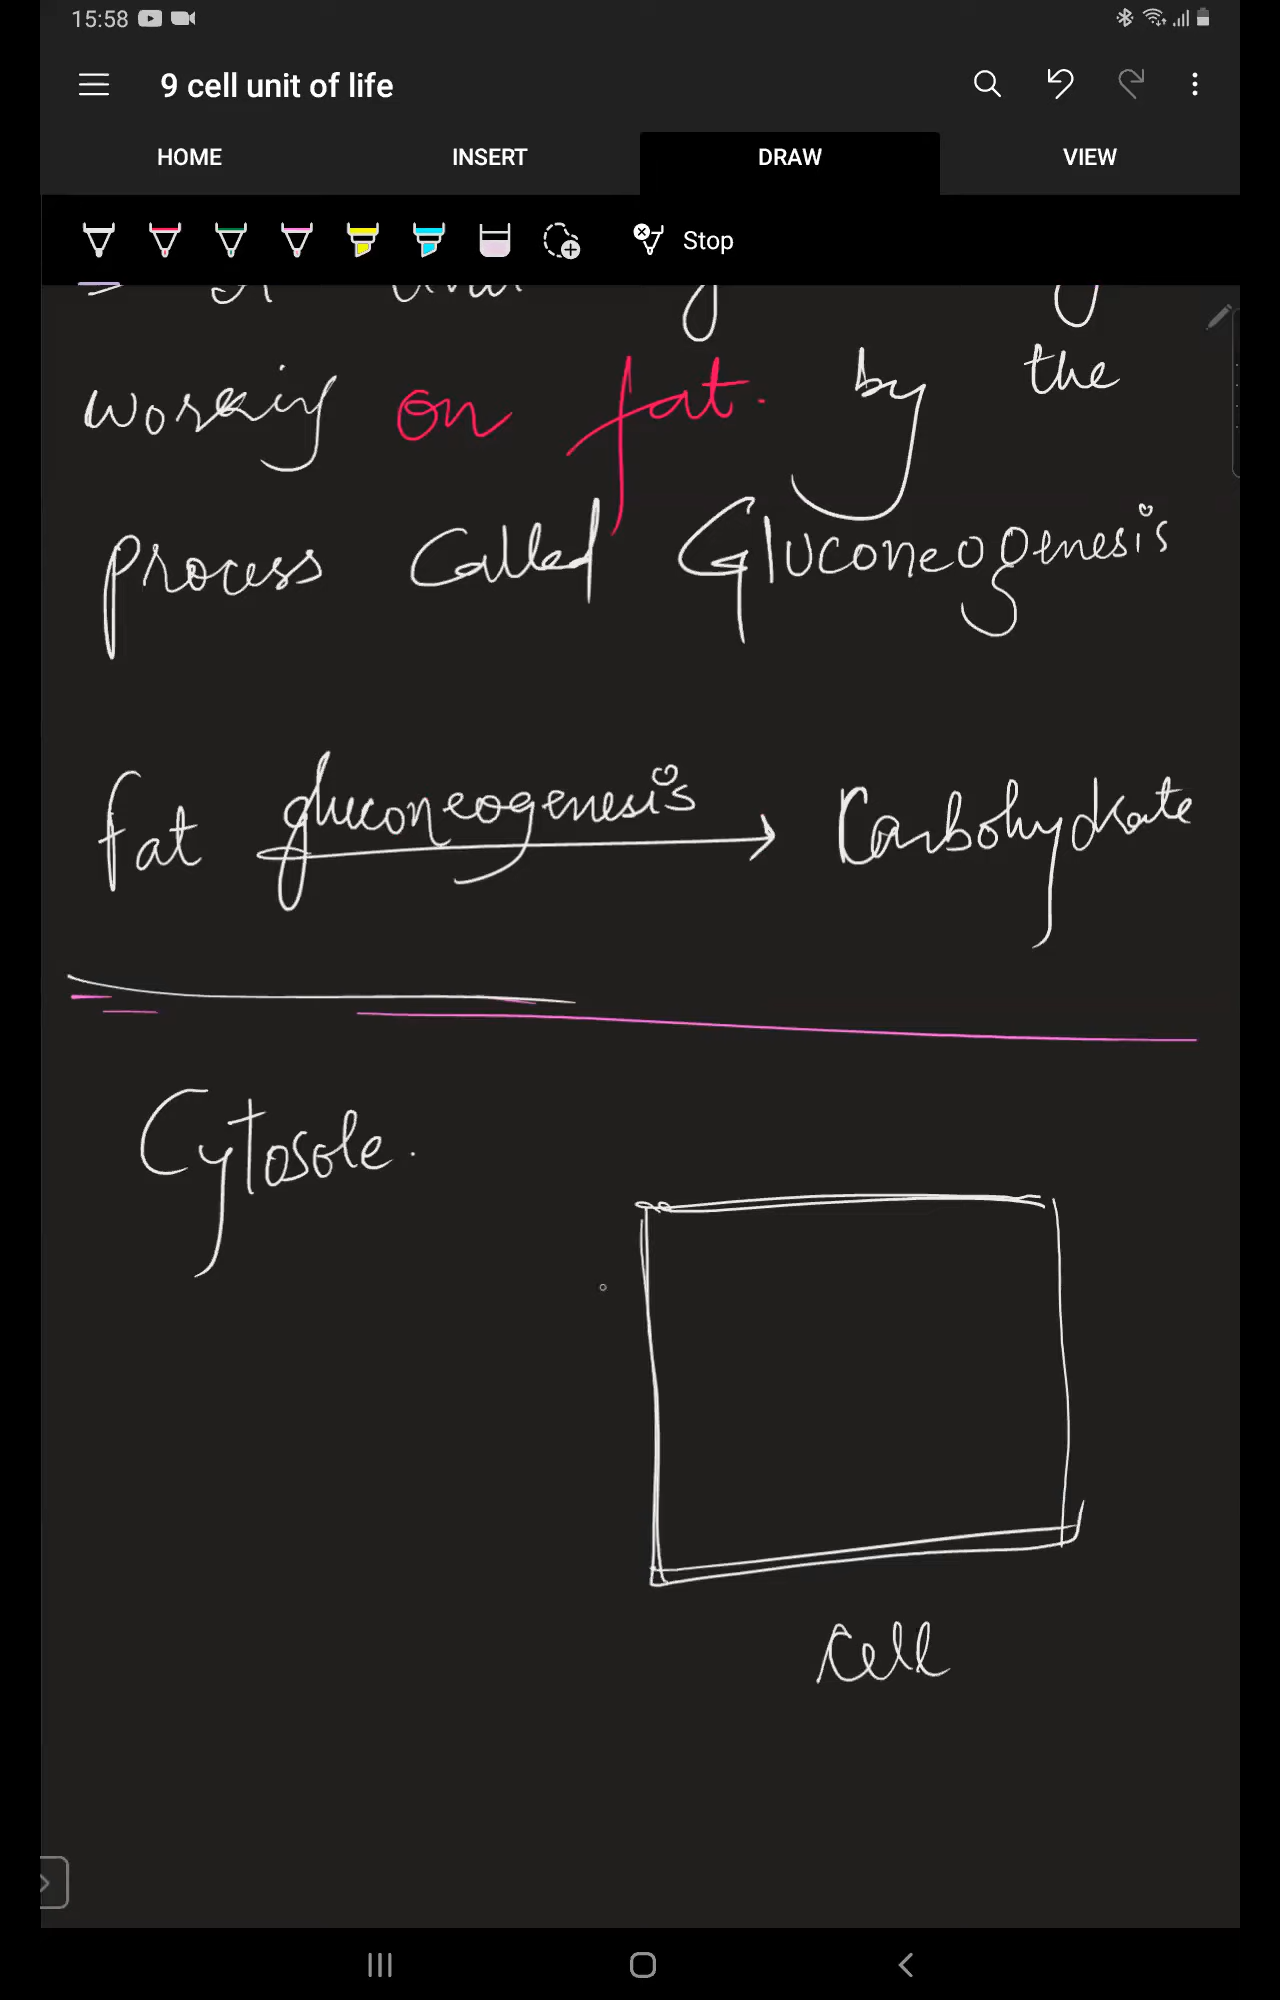 15:58
9 cell unit of life
HOME INSERT DRAW VIEW
Stop
working on fat. by the
process called Gluconeogenesis
fat gluconeogenesis Carbohydrate
Cytosole.
cell